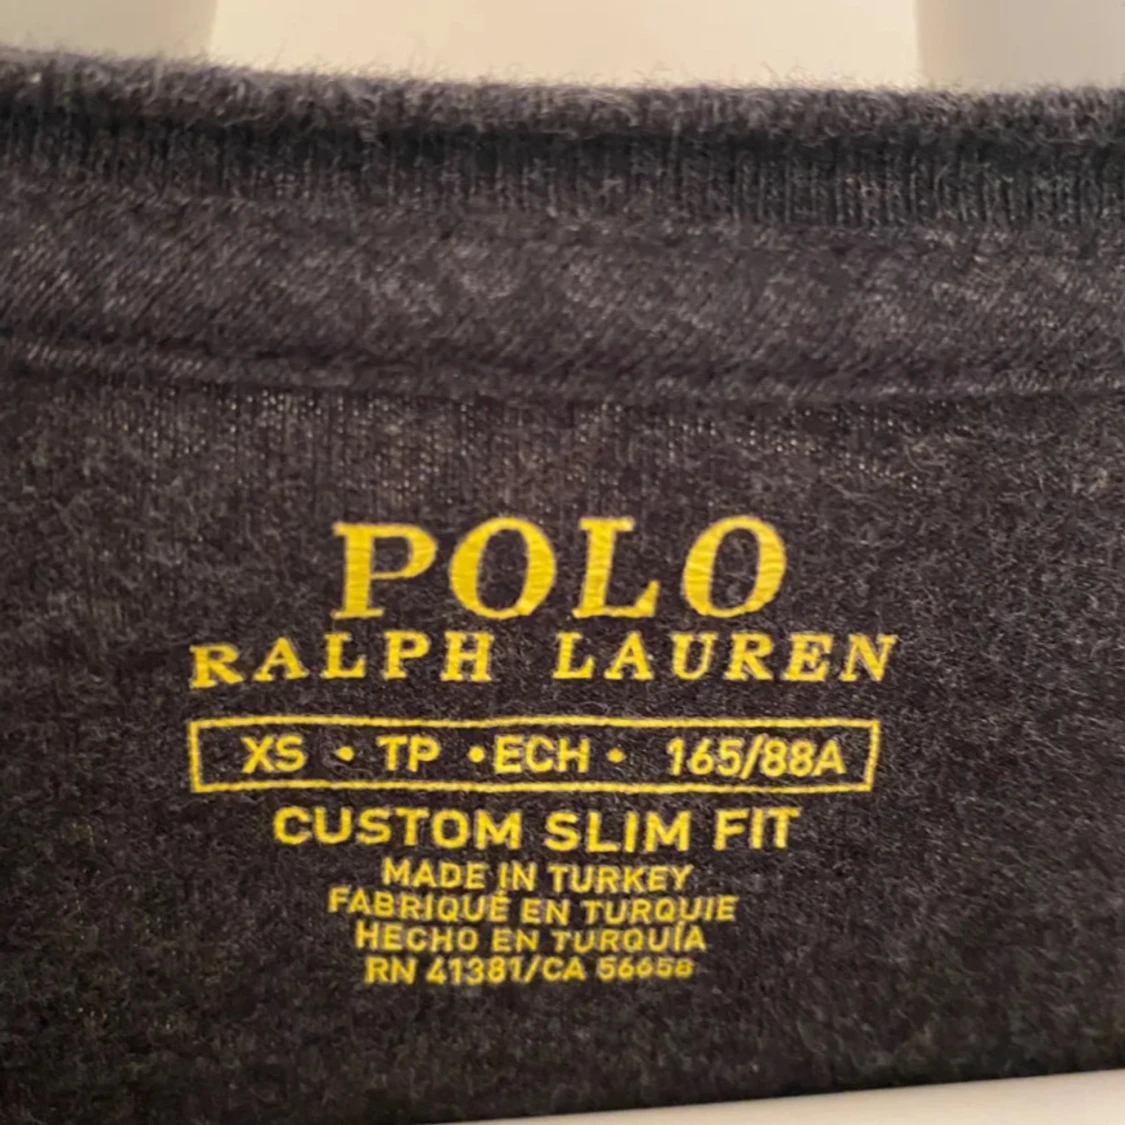 POLO
RALPH LAUREN
XS • TP • ECH • 165/88A
CUSTOM SLIM FIT
MADE IN TURKEY
FABRIQUÉ EN TURQUIE
HECHO EN TURQUÍA
RN 41381/CA 56658